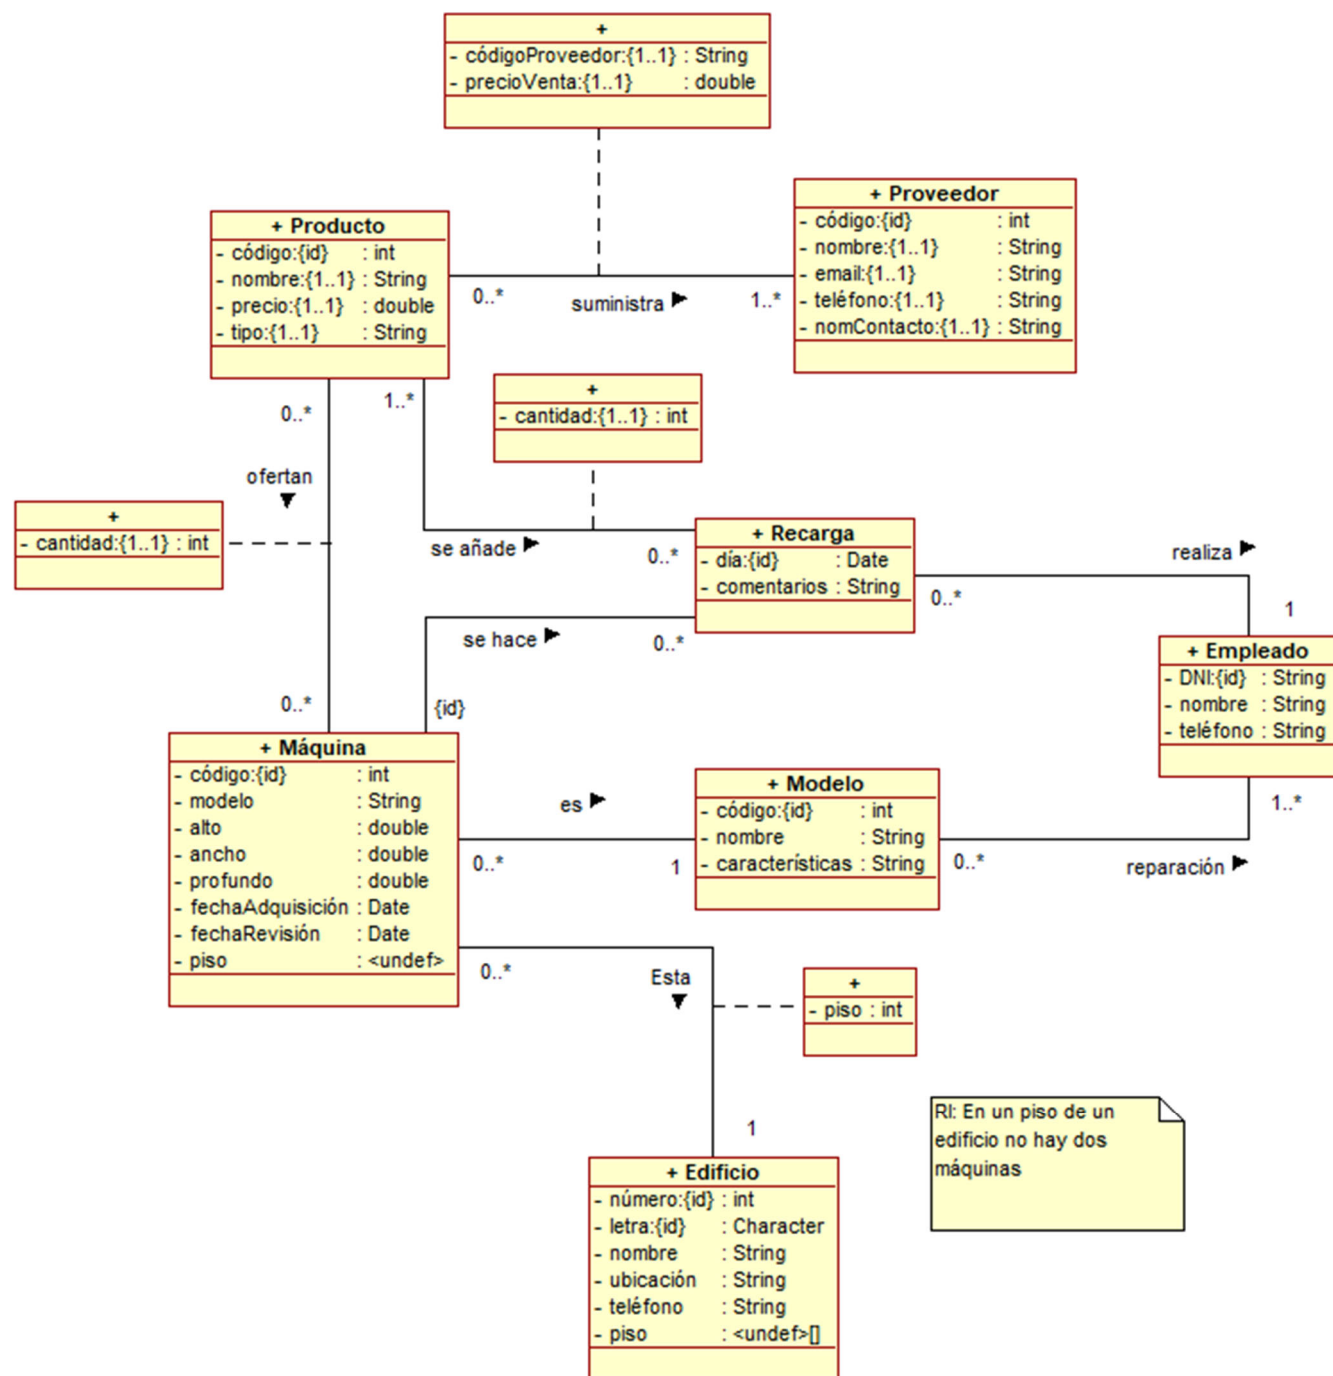 +
- códigoProveedor:{1..1} : String
- precioVenta:{1..1} : double
+ Proveedor
- código:{id} : int
- nombre:{1..1} : String
- email:{1..1} : String
- teléfono:{1..1} : String
- nomContacto:{1..1} : String
+ Producto
- código:{id} : int
- nombre:{1..1} : String
- precio:{1..1} : double
- tipo:{1..1} : String
0..*
suministra
1..*
0..*
1..*
+
- cantidad:{1..1} : int
ofertan
+
- cantidad:{1..1} : int
se añade
0..*
+ Recarga
- día:{id} : Date
- comentarios : String
realiza
0..*
1
se hace
0..*
+ Empleado
- DNI:{id} : String
- nombre : String
- teléfono : String
0..*
{id}
+ Máquina
- código:{id} : int
- modelo : String
- alto : double
- ancho : double
- profundo : double
- fechaAdquisición : Date
- fechaRevisión : Date
- piso : <undef>
es
0..*
1
+ Modelo
- código:{id} : int
- nombre : String
- características : String
0..*
1..*
reparación
0..*
Esta
+
- piso : int
1
RI: En un piso de un
edificio no hay dos
máquinas
+ Edificio
- número:{id} : int
- letra:{id} : Character
- nombre : String
- ubicación : String
- teléfono : String
- piso : <undef>[]